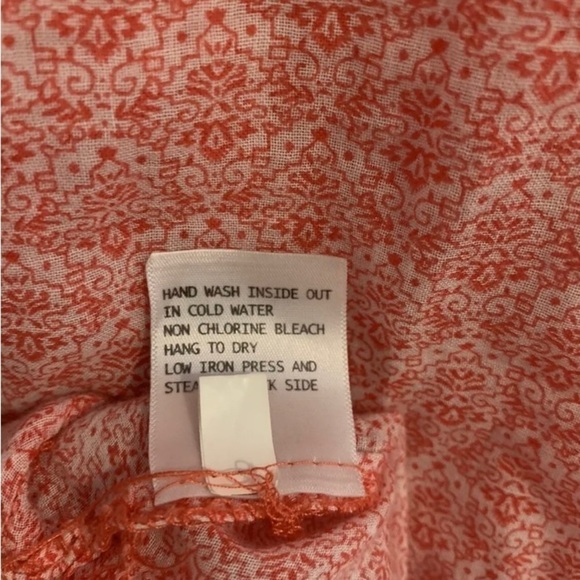 HAND WASH INSIDE OUT
IN COLD WATER
NON CHLORINE BLEACH
HANG TO DRY
LOW IRON PRESS AND
SIDE